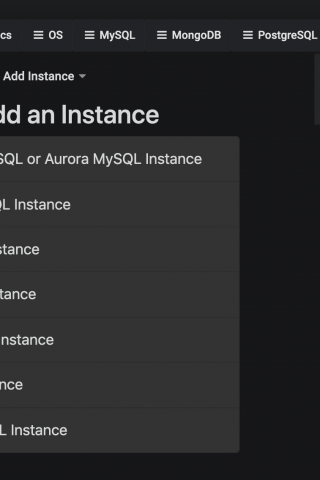 cs OS MySQL MongoDB PostgreSQL
Add Instance
dd an Instance
SQL or Aurora MySQL Instance
QL Instance
stance
tance
Instance
nce
L Instance